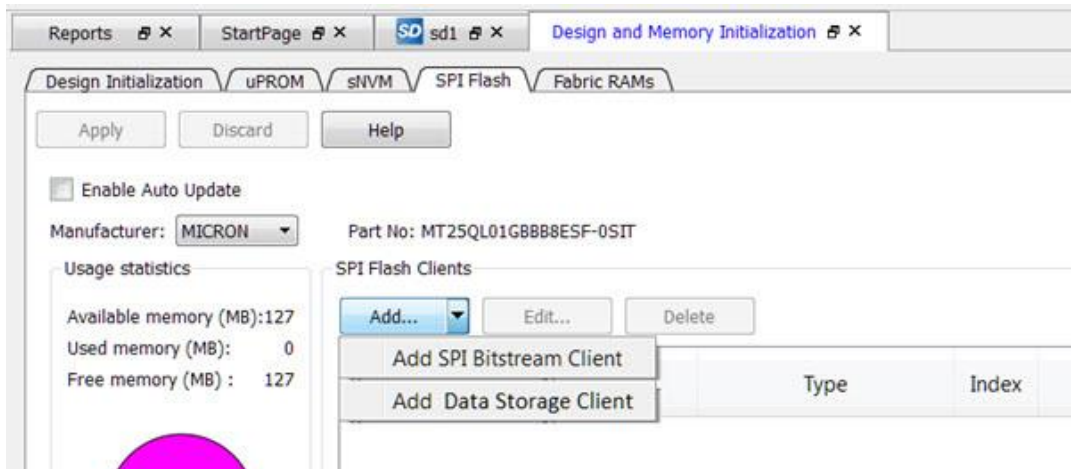 Reports StartPage SD sd1 Design and Memory Initialization
Design Initialization uPROM sNVM SPI Flash Fabric RAMs
Apply Discard Help
Enable Auto Update
Manufacturer: MICRON Part No: MT25QL01GBBB8ESF-0SIT
Usage statistics SPI Flash Clients
Available memory (MB):127 Add... Edit... Delete
Used memory (MB): 0 Add SPI Bitstream Client
Free memory (MB) : 127 Type Index
Add Data Storage Client